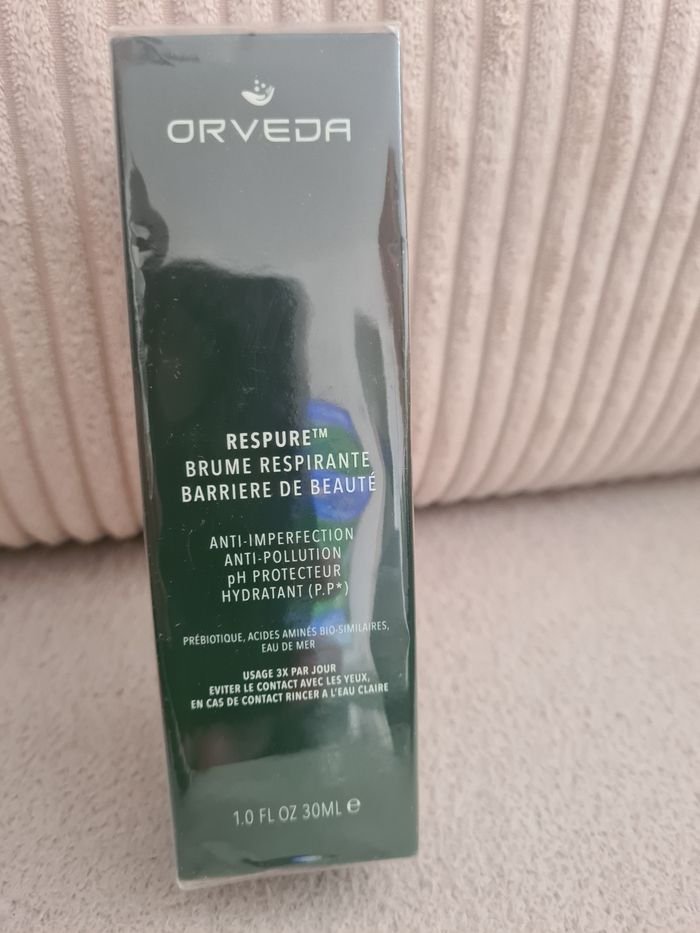 ORVEDA
RESPURE™
BRUME RESPIRANTE
BARRIERE DE BEAUTÉ
ANTI-IMPERFECTION
ANTI-POLLUTION
pH PROTECTEUR
HYDRATANT (P.P*)
PRÉBIOTIQUE, ACIDES AMINÉS BIO-SIMILAIRES,
EAU DE MER
USAGE 3X PAR JOUR
EVITER LE CONTACT AVEC LES YEUX,
EN CAS DE CONTACT RINCER A L'EAU CLAIRE
1.0 FL OZ 30ML ℮